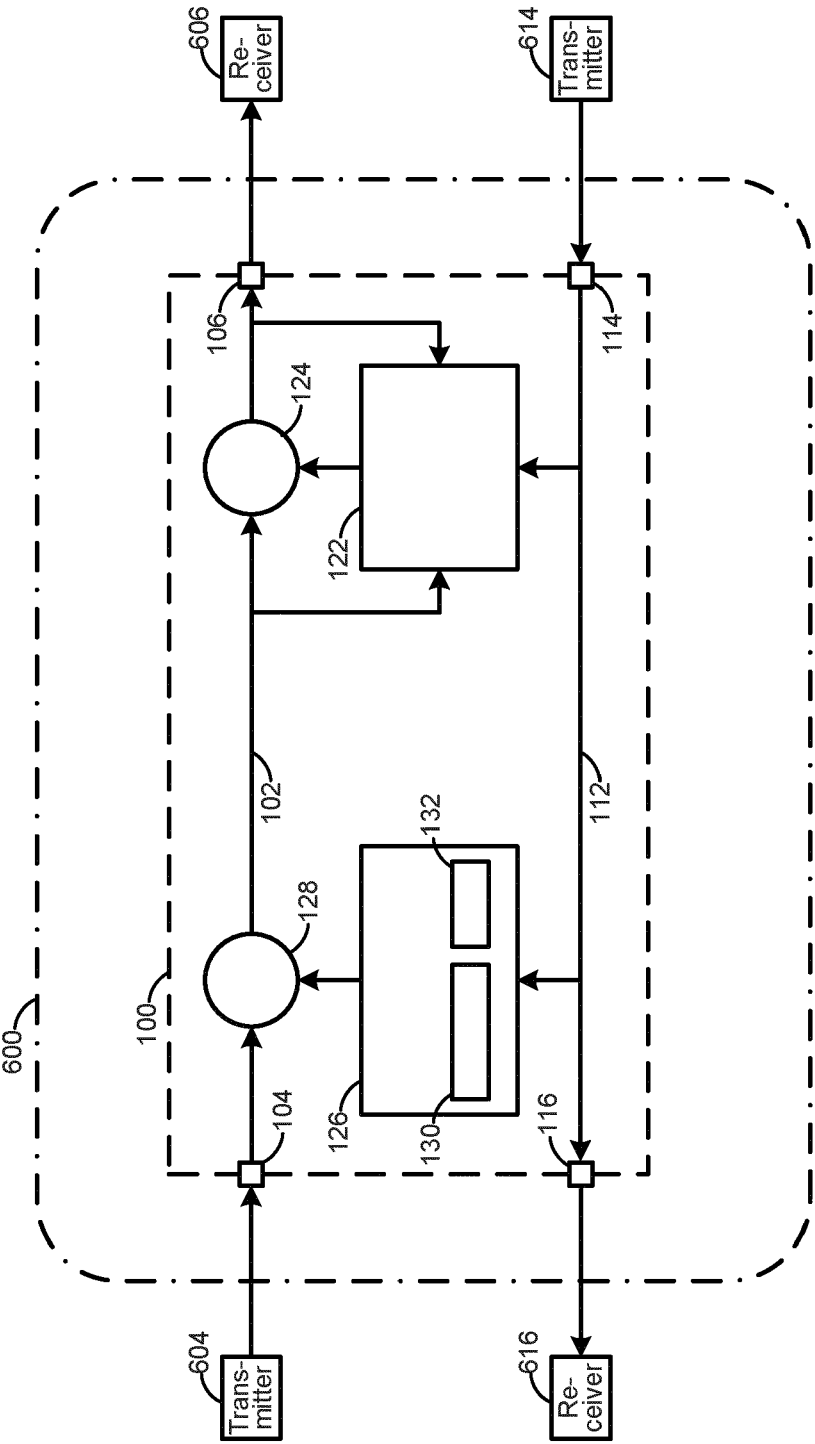 600
100
604
606
Trans-
mitter
Re-
ceiver
106
102
104
128
124
126
122
130
132
616
614
116
Re-
ceiver
Trans-
mitter
112
114